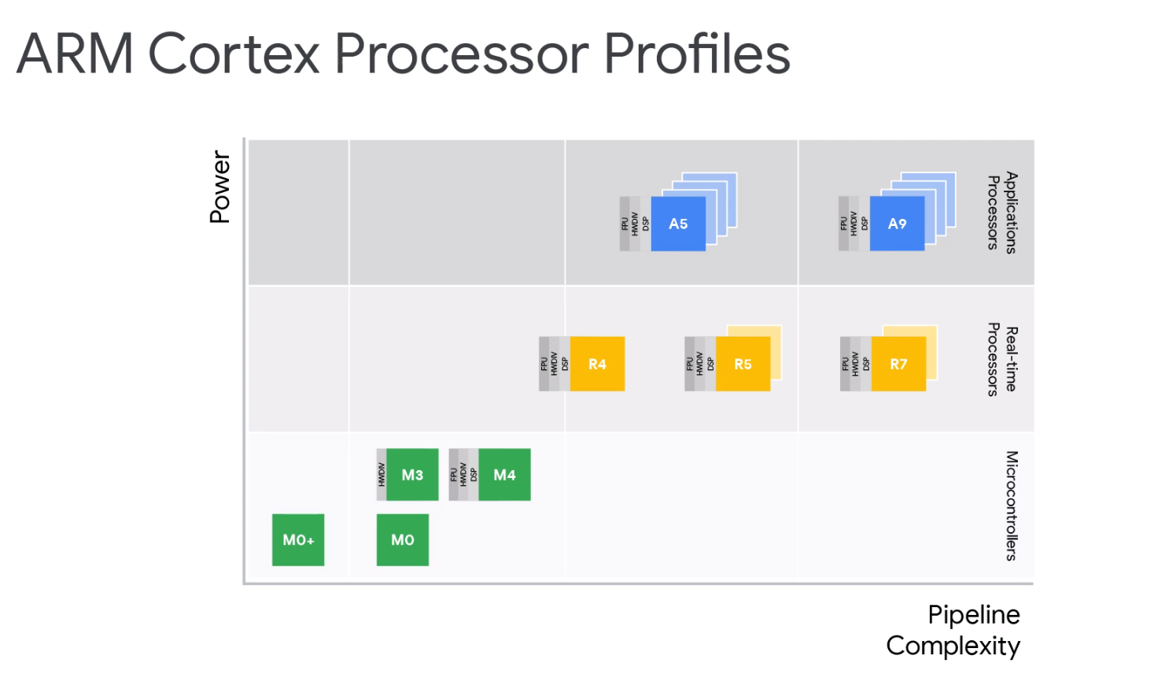 ARM Cortex Processor Profiles
Power
FPU
HWDIV
DSP
A5
FPU
HWDIV
DSP
A9
Applications
Processors
FPU
HWDIV
DSP
R4
FPU
HWDIV
DSP
R5
FPU
HWDIV
DSP
R7
Real-time
Processors
HWDIV
M3
FPU
HWDIV
DSP
M4
M0+
M0
Microcontrollers
Pipeline
Complexity